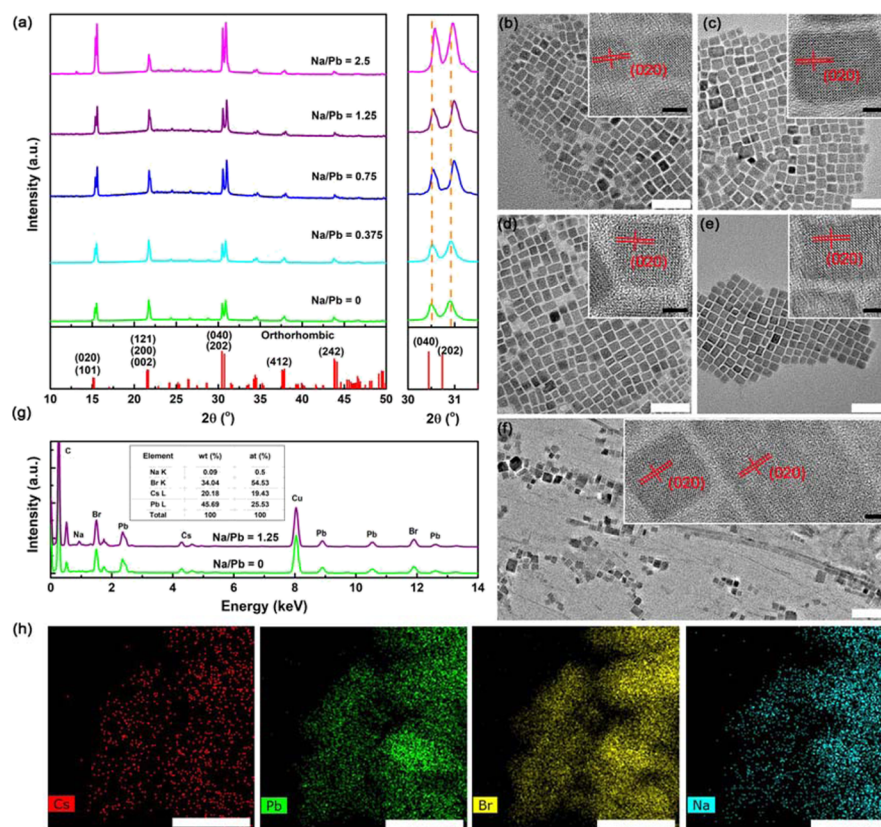 (a)
Na/Pb = 2.5
Na/Pb = 1.25
Na/Pb = 0.75
Na/Pb = 0.375
Na/Pb = 0
Intensity (a.u.)
Orthorhombic
(020)
(101)
(121)
(200)
(002)
(040)
(202)
(412)
(242)
10 15 20 25 30 35 40 45 50
2θ (°)
(040)
(202)
30 31
2θ (°)
(b)
(020)
(c)
(020)
(d)
(020)
(e)
(020)
(f)
(020)
(020)
(g)
Intensity (a.u.)
C
Na
Br
Pb
Cs
Cu
Pb
Pb
Br
Pb
Element wt (%) at (%)
Na K 0.09 0.5
Br K 34.04 54.53
Cs L 20.18 19.43
Pb L 45.69 25.53
Total 100 100
Na/Pb = 1.25
Na/Pb = 0
0 2 4 6 8 10 12 14
Energy (keV)
(h)
Cs
Pb
Br
Na